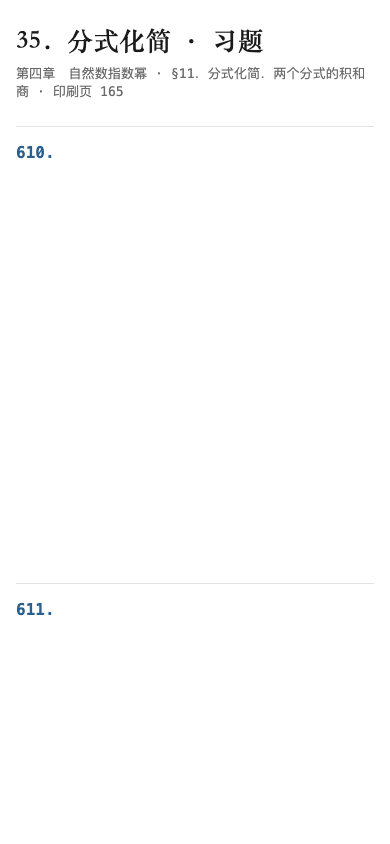 35. 分式化简 · 习题
第四章 自然数指数幂 · §11. 分式化简. 两个分式的积和
商 · 印刷页 165
610.
611.